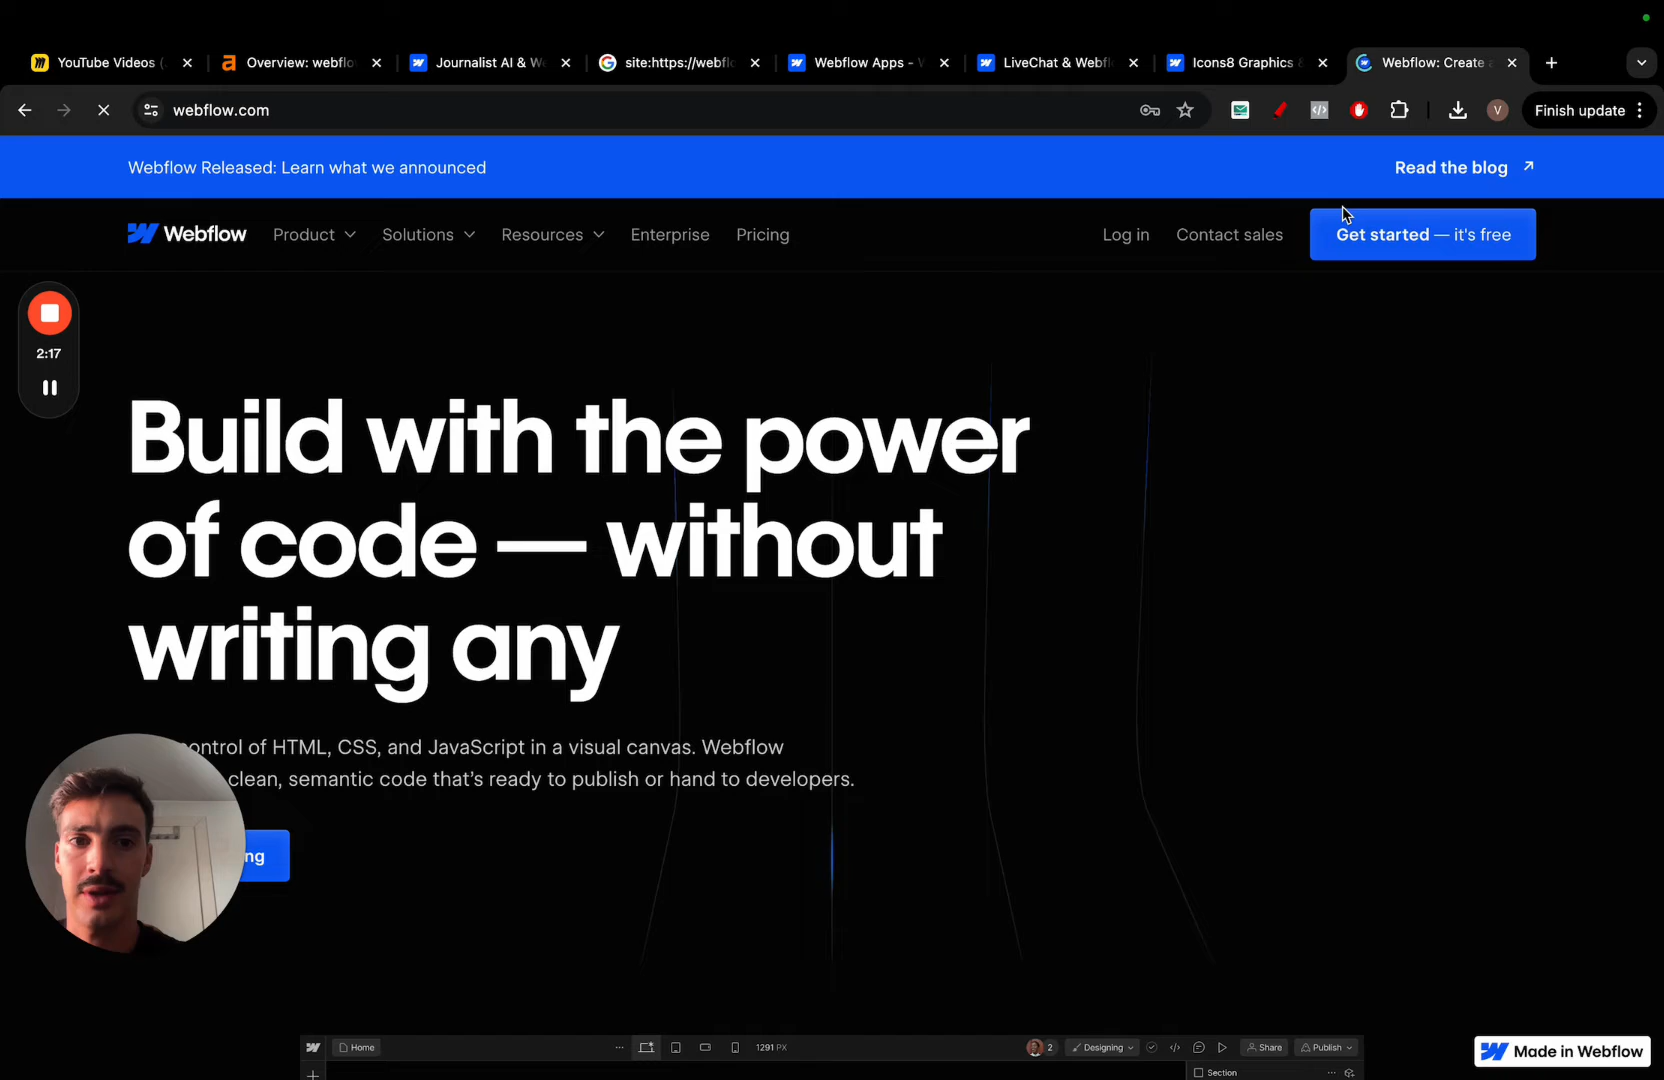 YouTube Videos (
Overview: webflo
Journalist AI & We
site:https://webfl
Webflow Apps - W
LiveChat & Webfl
Icons8 Graphics &
Webflow: Create a
webflow.com
V
Finish update
Webflow Released: Learn what we announced
Read the blog
Webflow
Product
Solutions
Resources
Enterprise
Pricing
Log in
Contact sales
Get started — it's free
2:17
Build with the power
of code — without
writing any
ontrol of HTML, CSS, and JavaScript in a visual canvas. Webflow
clean, semantic code that's ready to publish or hand to developers.
ng
Home
1291 PX
2
Designing
Share
Publish
Section
Made in Webflow